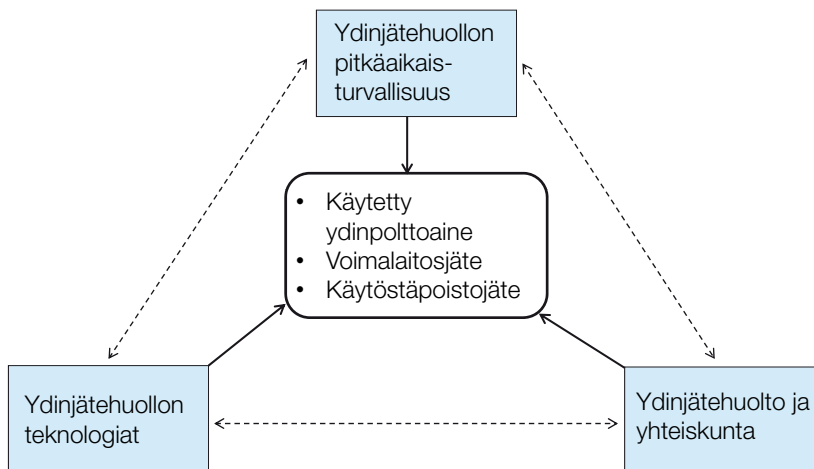 Ydinjätehuollon
pitkäaikais-
turvallisuus
• Käytetty
ydinpolttoaine
• Voimalaitosjäte
• Käytöstäpoistojäte
Ydinjätehuollon
teknologiat
Ydinjätehuolto ja
yhteiskunta